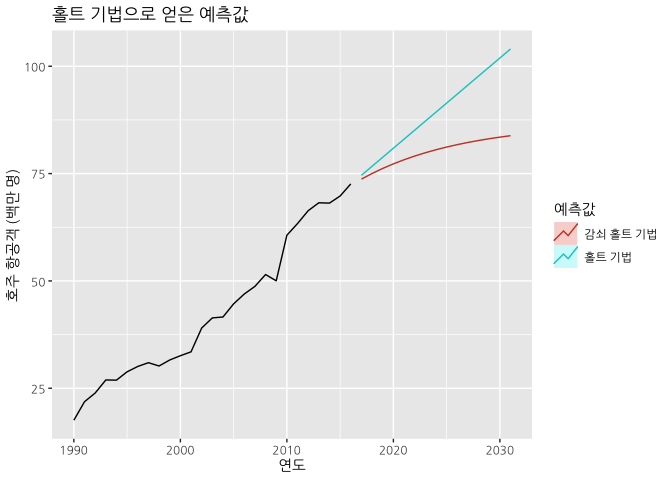 홀트 기법으로 얻은 예측값
호주 항공객 (백만 명)
100
75
50
25
1990
2000
2010
2020
2030
연도
예측값
감쇠 홀트 기법
홀트 기법